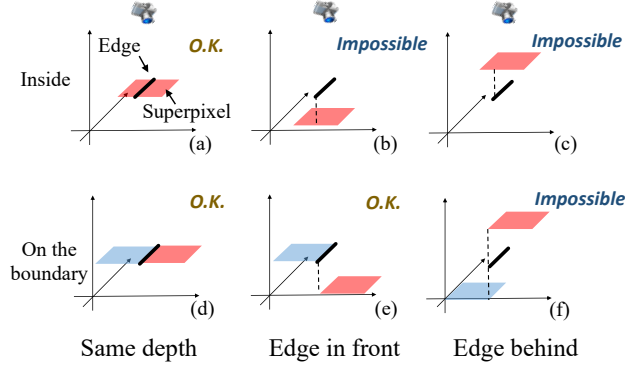 Edge
O.K.
Impossible
Impossible
Inside
Superpixel
(a)
(b)
(c)
O.K.
O.K.
Impossible
On the
boundary
(d)
(e)
(f)
Same depth
Edge in front
Edge behind